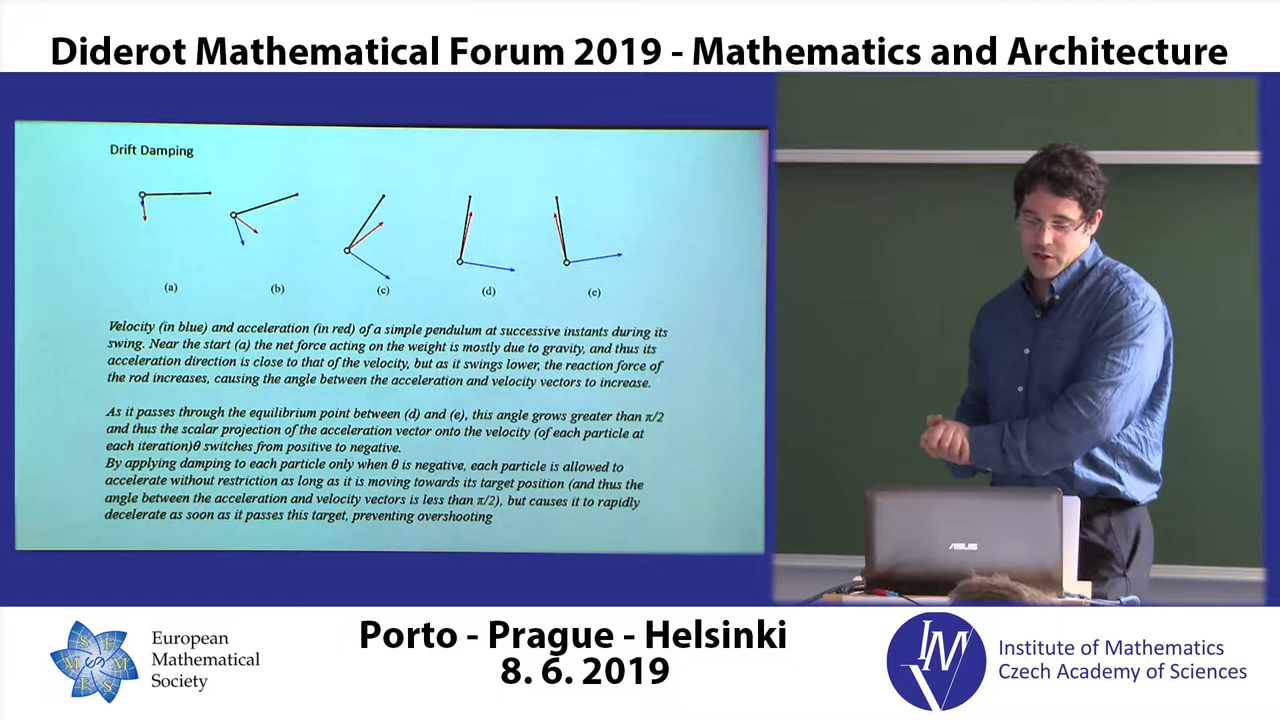 Diderot Mathematical Forum 2019 - Mathematics and Architecture
Drift Damping
(a)
(b)
(c)
(d)
(e)
Velocity (in blue) and acceleration (in red) of a simple pendulum at successive instants during its
swing. Near the start (a) the net force acting on the weight is mostly due to gravity, and thus its
acceleration direction is close to that of the velocity, but as it swings lower, the reaction force of
the rod increases, causing the angle between the acceleration and velocity vectors to increase.
As it passes through the equilibrium point between (d) and (e), this angle grows greater than π/2
and thus the scalar projection of the acceleration vector onto the velocity (of each particle at
each iteration)θ switches from positive to negative.
By applying damping to each particle only when θ is negative, each particle is allowed to
accelerate without restriction as long as it is moving towards its target position (and thus the
angle between the acceleration and velocity vectors is less than π/2), but causes it to rapidly
decelerate as soon as it passes this target, preventing overshooting
ASUS
European
Mathematical
Society
Porto - Prague - Helsinki
8. 6. 2019
IM
Institute of Mathematics
Czech Academy of Sciences